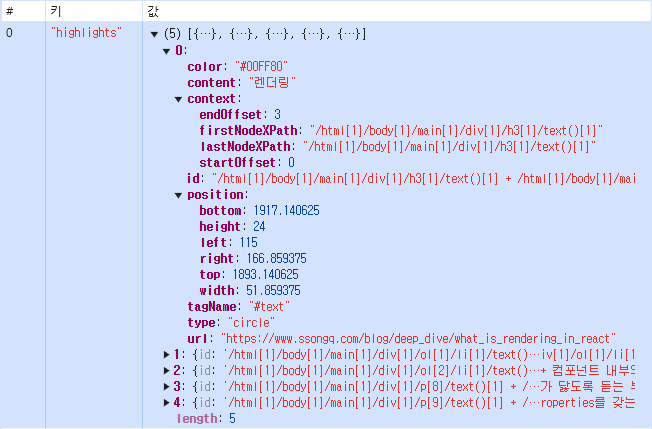 # 키 값
0 "highlights" ▼ (5) [{…}, {…}, {…}, {…}, {…}]
▼ 0:
color: "#00FF80"
content: "렌더링"
▼ context:
endOffset: 3
firstNodeXPath: "/html[1]/body[1]/main[1]/div[1]/h3[1]/text()[1]"
lastNodeXPath: "/html[1]/body[1]/main[1]/div[1]/h3[1]/text()[1]"
startOffset: 0
id: "/html[1]/body[1]/main[1]/div[1]/h3[1]/text()[1] + /html[1]/body[1]/mai
▼ position:
bottom: 1917.140625
height: 24
left: 115
right: 166.859375
top: 1893.140625
width: 51.859375
tagName: "#text"
type: "circle"
url: "https://www.ssongq.com/blog/deep_dive/what_is_rendering_in_react"
▶ 1: {id: '/html[1]/body[1]/main[1]/div[1]/ol[1]/li[1]/text()…iv[1]/ol[1]/li[1
▶ 2: {id: '/html[1]/body[1]/main[1]/div[1]/ol[2]/li[1]/text()…+ 컴포넌트 내부의
▶ 3: {id: '/html[1]/body[1]/main[1]/div[1]/p[8]/text()[1] + /…가 닳도록 듣는
▶ 4: {id: '/html[1]/body[1]/main[1]/div[1]/p[9]/text()[1] + /…roperties를 갖는
length: 5